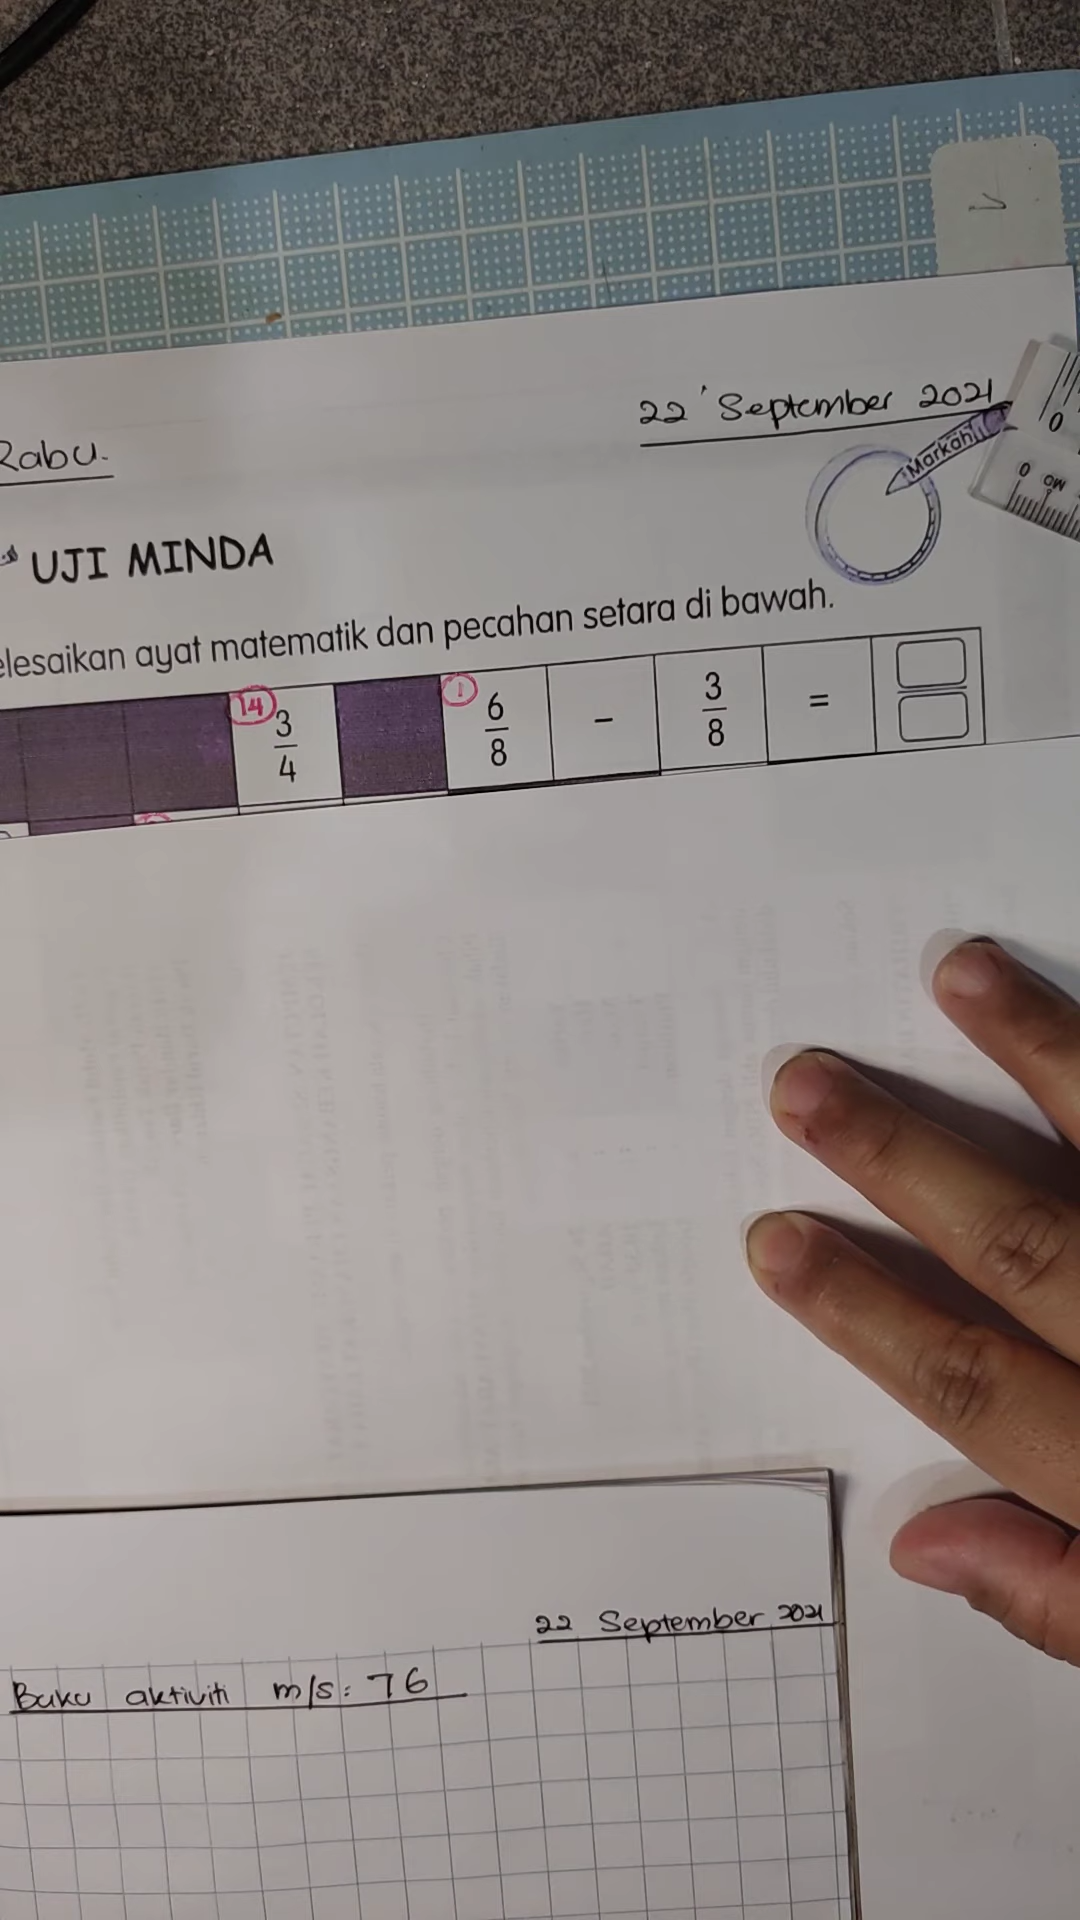 22 September 2021
Rabu.
Markah
UJI MINDA
elesaikan ayat matematik dan pecahan setara di bawah.
14 3/4 1 6/8 - 3/8 =
22 September 2021
Buku aktiviti m/s: 76